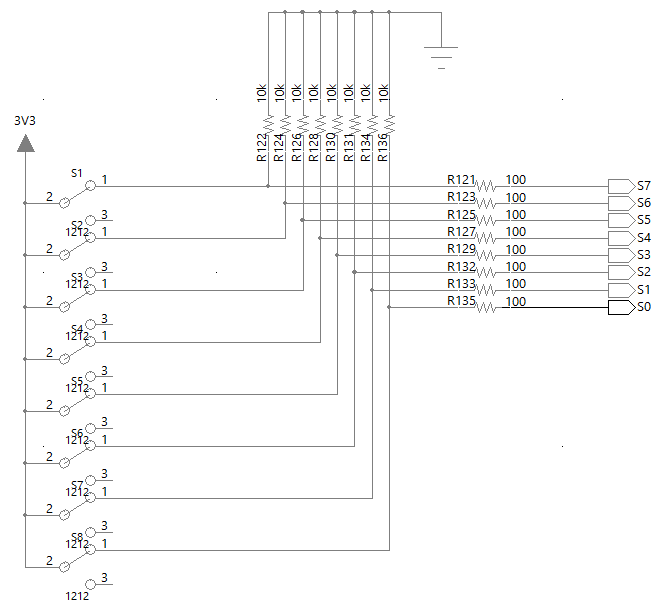 3V3
10k 10k 10k 10k 10k 10k 10k 10k
R122 R124 R126 R128 R130 R131 R134 R136
S1 1 R121 100 S7
2 R123 100 S6
3 R125 100 S5
S2
1212 1 R127 100 S4
2 R129 100 S3
3 R132 100 S2
S3
1212 1 R133 100 S1
2 R135 100 S0
3
S4
1212 1
2
3
S5
1212 1
2
3
S6
1212 1
2
3
S7
1212 1
2
3
S8
1212 1
2
3
1212